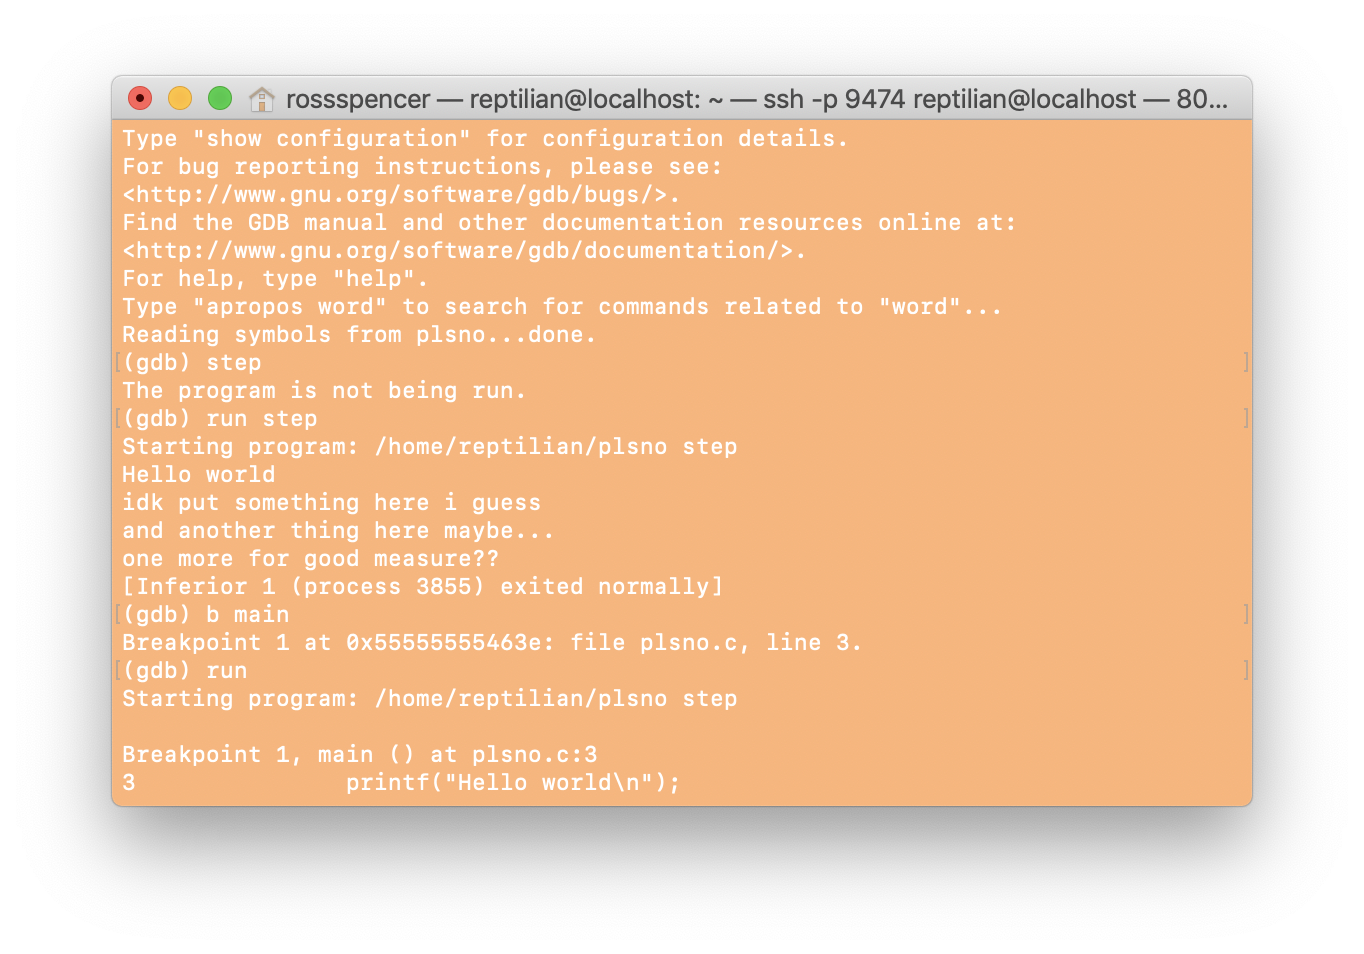 rossspencer — reptilian@localhost: ~ — ssh -p 9474 reptilian@localhost — 80...
Type "show configuration" for configuration details.
For bug reporting instructions, please see:
<http://www.gnu.org/software/gdb/bugs/>.
Find the GDB manual and other documentation resources online at:
<http://www.gnu.org/software/gdb/documentation/>.
For help, type "help".
Type "apropos word" to search for commands related to "word"...
Reading symbols from plsno...done.
[(gdb) step ]
The program is not being run.
[(gdb) run step ]
Starting program: /home/reptilian/plsno step
Hello world
idk put something here i guess
and another thing here maybe...
one more for good measure??
[Inferior 1 (process 3855) exited normally]
[(gdb) b main ]
Breakpoint 1 at 0x55555555463e: file plsno.c, line 3.
[(gdb) run ]
Starting program: /home/reptilian/plsno step

Breakpoint 1, main () at plsno.c:3
3               printf("Hello world\n");